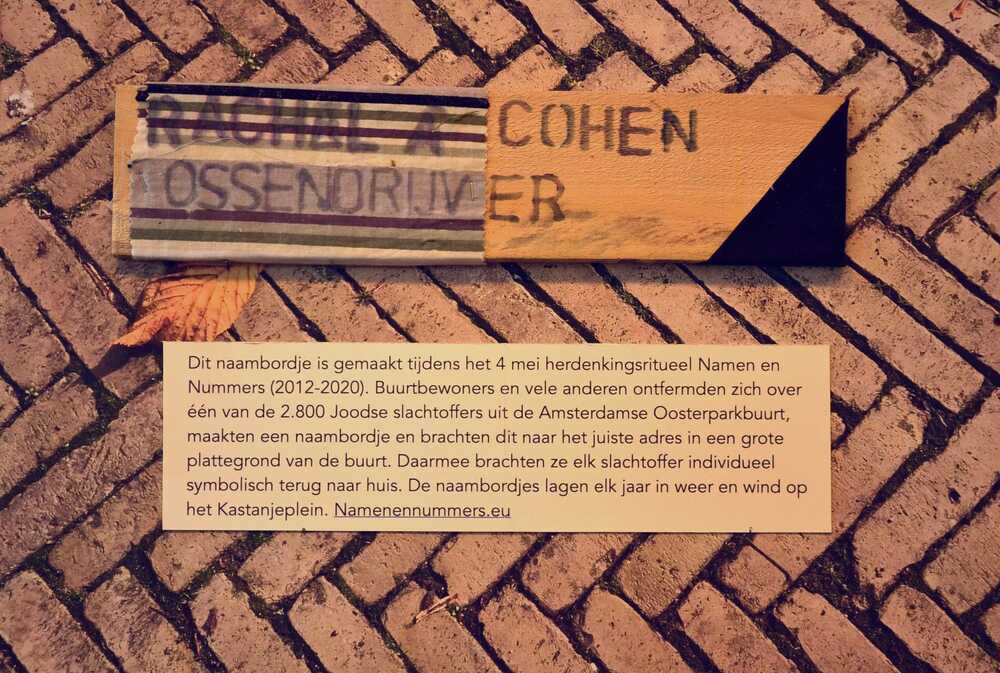 RACHEL A COHEN
OSSENDRIJVER
Dit naambordje is gemaakt tijdens het 4 mei herdenkingsritueel Namen en
Nummers (2012-2020). Buurtbewoners en vele anderen ontfermden zich over
één van de 2.800 Joodse slachtoffers uit de Amsterdamse Oosterparkbuurt,
maakten een naambordje en brachten dit naar het juiste adres in een grote
plattegrond van de buurt. Daarmee brachten ze elk slachtoffer individueel
symbolisch terug naar huis. De naambordjes lagen elk jaar in weer en wind op
het Kastanjeplein. Namenennummers.eu